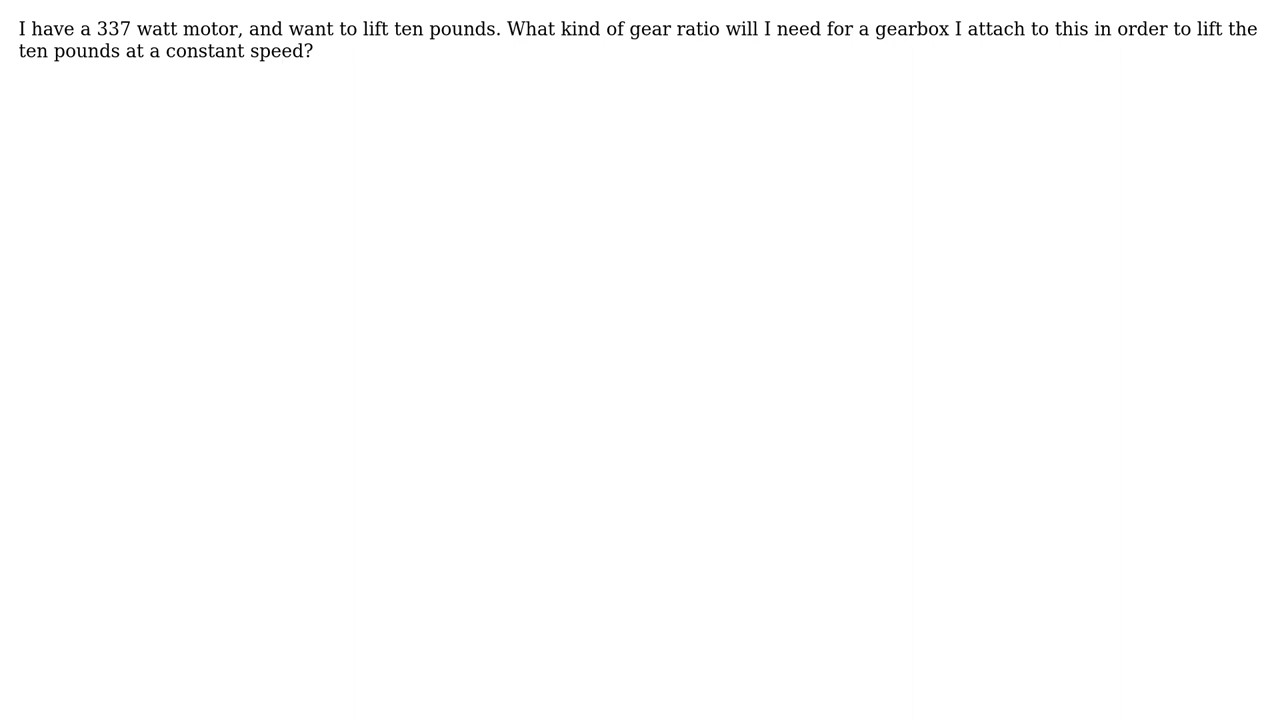 I have a 337 watt motor, and want to lift ten pounds. What kind of gear ratio will I need for a gearbox I attach to this in order to lift the
ten pounds at a constant speed?